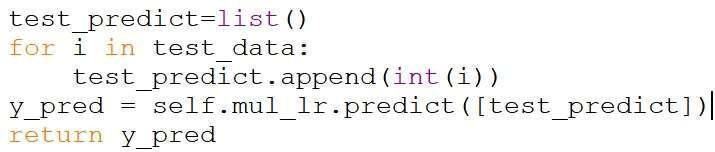 test_predict=list()
for i in test_data:
    test_predict.append(int(i))
y_pred = self.mul_lr.predict([test_predict])
return y_pred